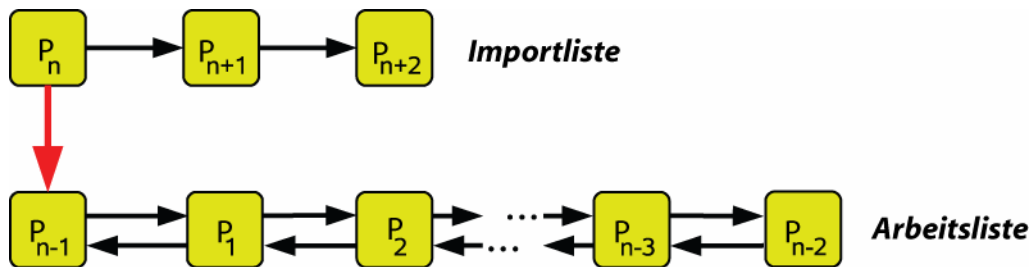 Pn Pn+1 Pn+2 Importliste
... 
Pn-1 P1 P2 ... Pn-3 Pn-2 Arbeitsliste